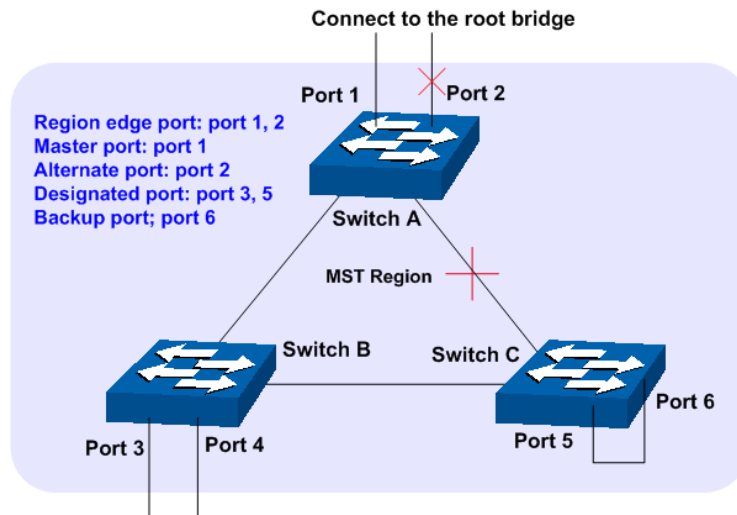 Connect to the root bridge
Port 1
Port 2
Region edge port: port 1, 2
Master port: port 1
Alternate port: port 2
Designated port: port 3, 5
Backup port; port 6
Switch A
MST Region
Switch B
Switch C
Port 3
Port 4
Port 5
Port 6